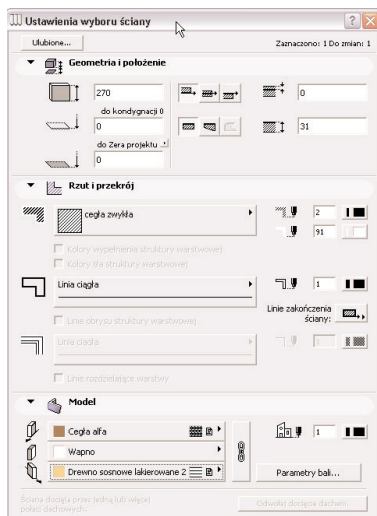 Ustawienia wyboru ściany
Ulubione...
Zaznaczono: 1 Do zmian: 1
Geometria i położenie
270
0
do kondygnacji 0
0
31
do Zera projektu
0
Rzut i przekrój
cegła zwykła
2
91
Kolory wypełnienia struktury warstwowej
Kolory tła struktury warstwowej
Linia ciągła
1
Linie zakończenia
ściany:
Linie obrysu struktury warstwowej
Linia ciągła
1
Linie rozdzielające warstwy
Model
Cegła alfa
1
Wapno
Drewno sosnowe lakierowane 2
Parametry bali...
Ściana docięta przez jedną lub więcej
połaci dachowych.
Odwołaj docięcie dachem